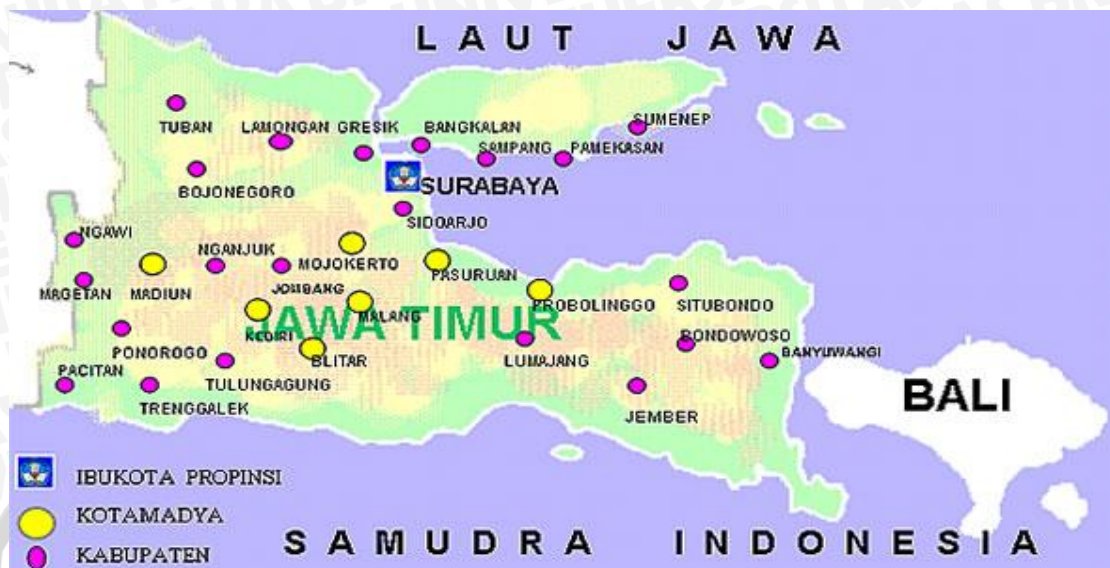 LAUT JAWA
SUMENEP
TUBAN
LAMONGAN
GRESIK
BANGKALAN
SAMPANG
PAMEKASAN
BOJONEGORO
SURABAYA
SIDOARJO
NGAWI
NGANJUK
MOJOKERTO
PASURUAN
MAGETAN
MADIUN
JOMBANG
PROBOLINGGO
SITUBONDO
MALANG
JAWA TIMUR
KEDIRI
BONDOWOSO
PONOROGO
BLITAR
LUMAJANG
BANYUWANGI
PACITAN
TULUNGAGUNG
TRENGGALEK
JEMBER
BALI
IBUKOTA PROPINSI
KOTAMADYA
KABUPATEN
SAMUDRA INDONESIA